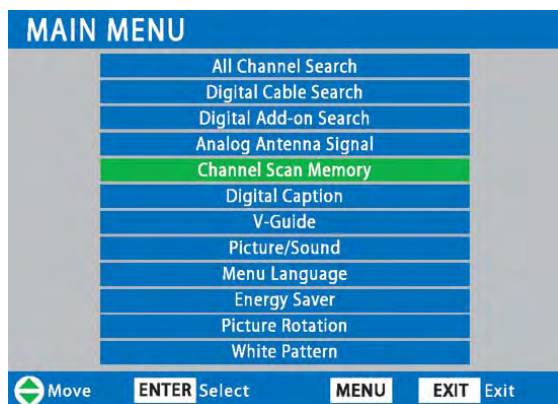 MAIN MENU
All Channel Search
Digital Cable Search
Digital Add-on Search
Analog Antenna Signal
Channel Scan Memory
Digital Caption
V-Guide
Picture/Sound
Menu Language
Energy Saver
Picture Rotation
White Pattern
Move ENTER Select MENU EXIT Exit